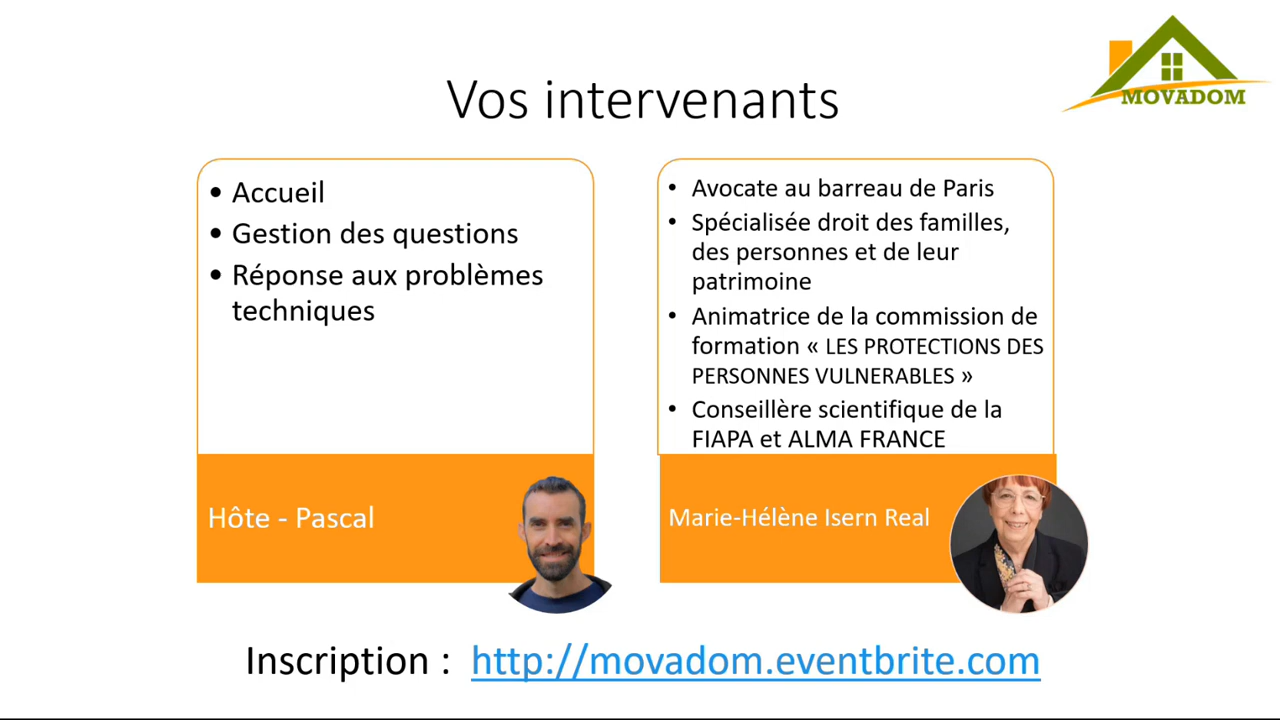 MOVADOM
Vos intervenants
• Accueil
• Gestion des questions
• Réponse aux problèmes
techniques
Hôte - Pascal
• Avocate au barreau de Paris
• Spécialisée droit des familles,
des personnes et de leur
patrimoine
• Animatrice de la commission de
formation « LES PROTECTIONS DES
PERSONNES VULNERABLES »
• Conseillère scientifique de la
FIAPA et ALMA FRANCE
Marie-Hélène Isern Real
Inscription : http://movadom.eventbrite.com